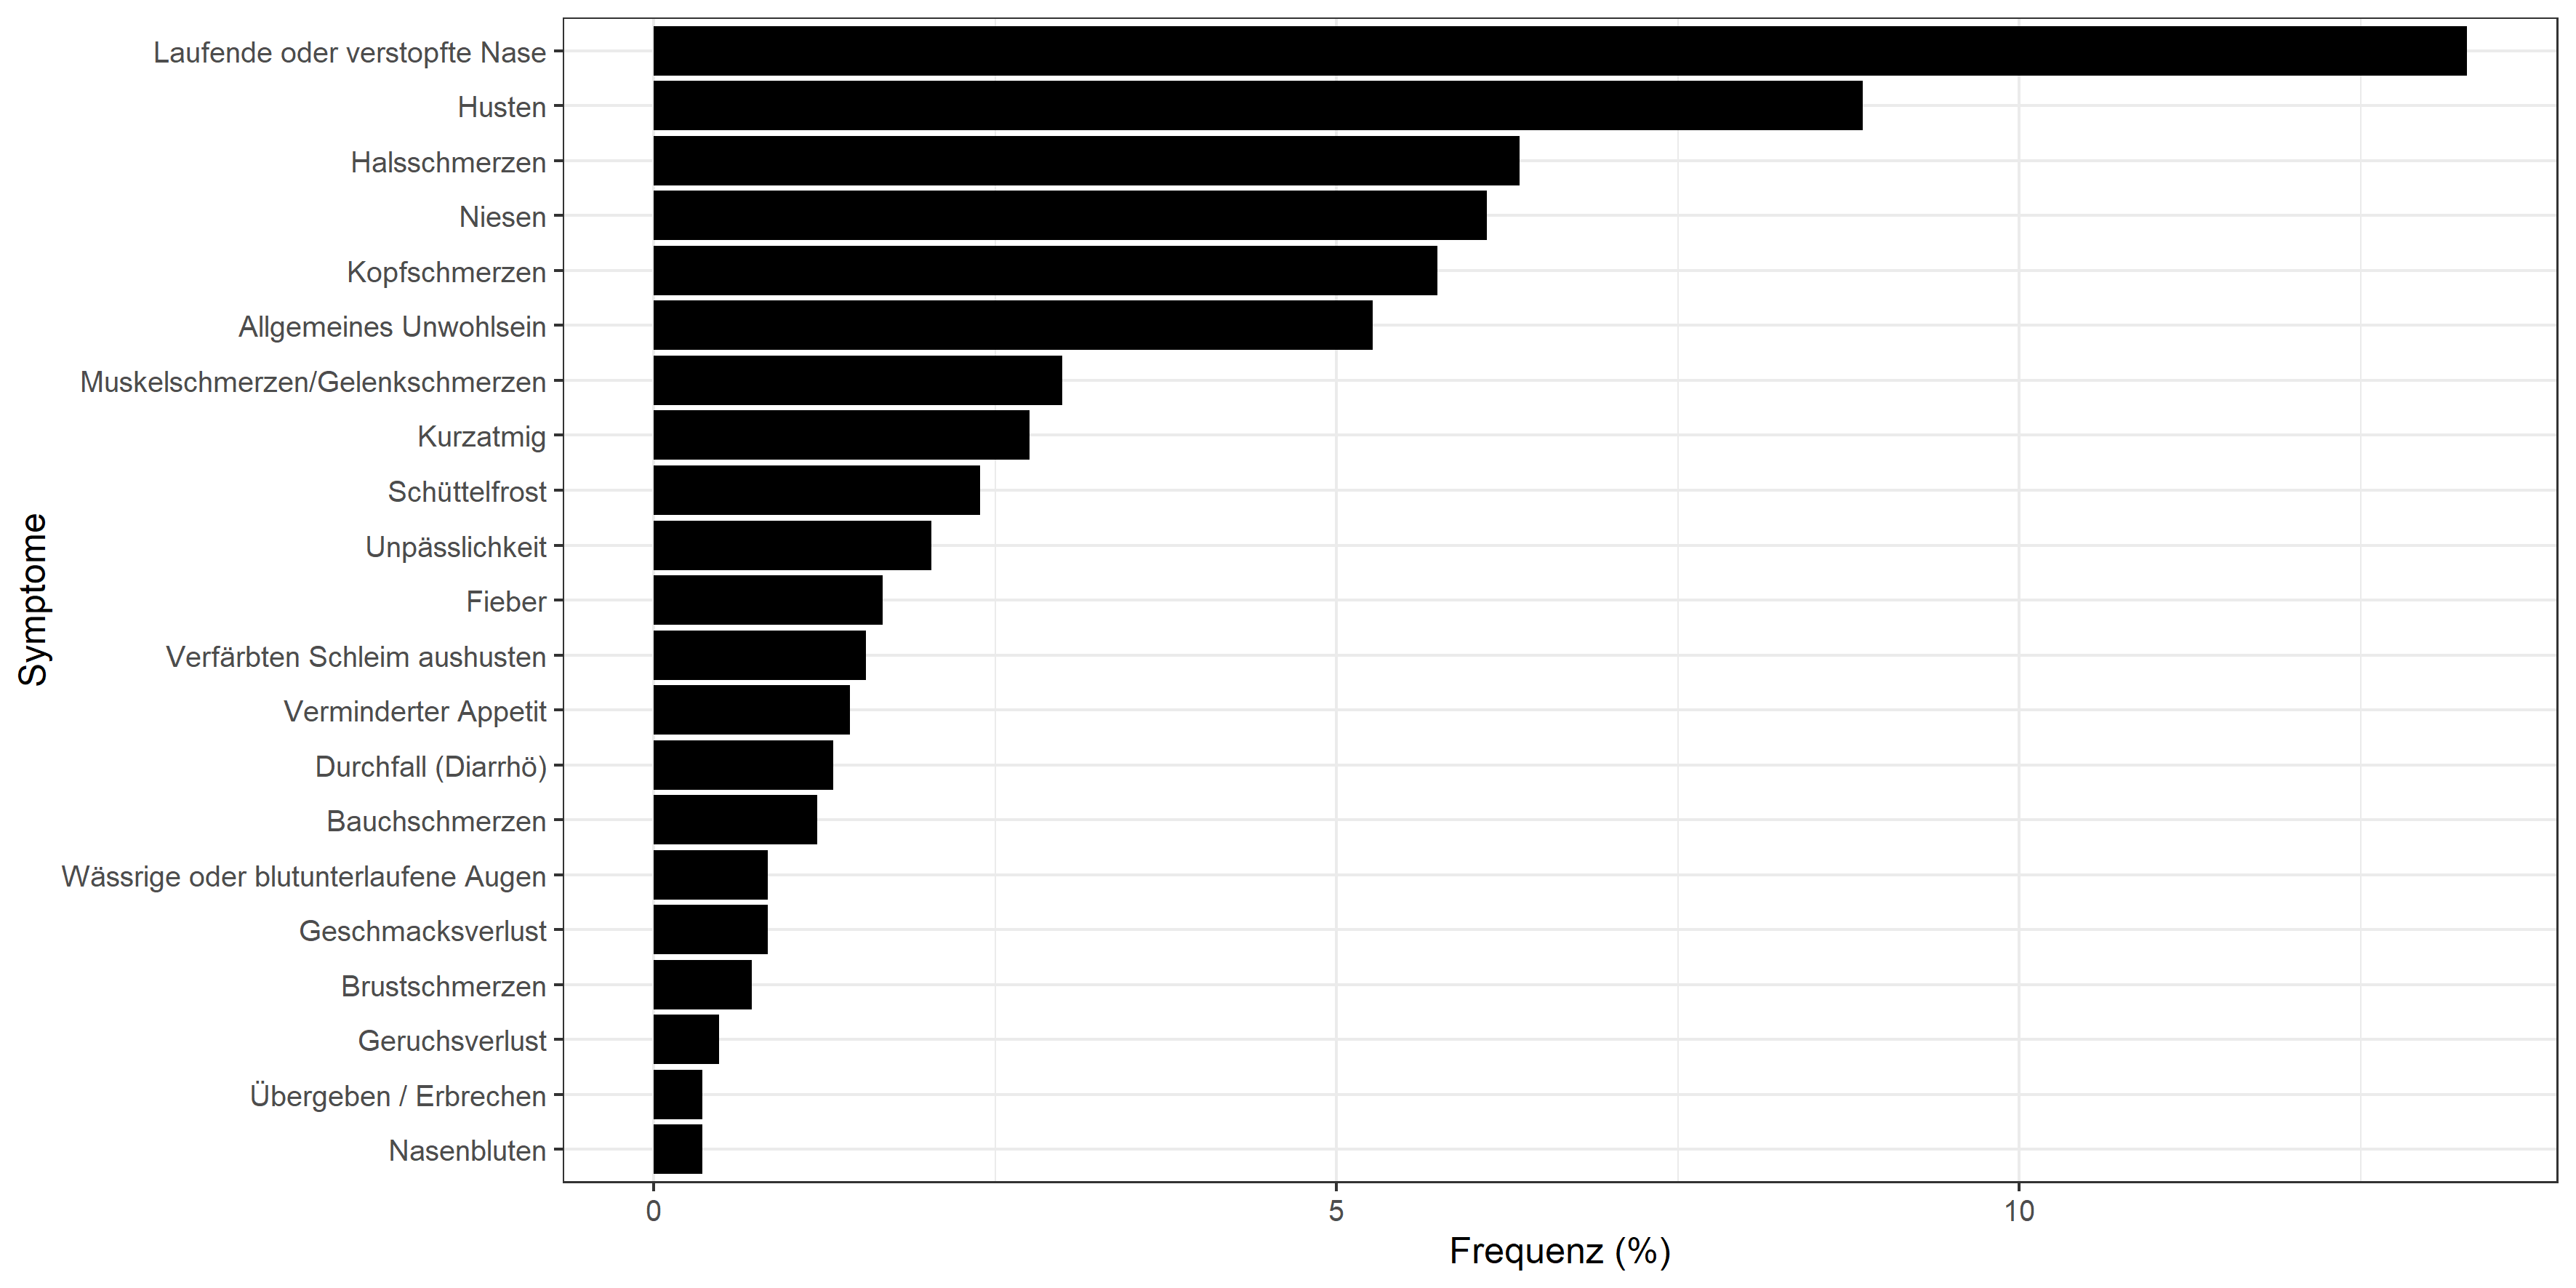 Laufende oder verstopfte Nase
Husten
Halsschmerzen
Niesen
Kopfschmerzen
Allgemeines Unwohlsein
Muskelschmerzen/Gelenkschmerzen
Kurzatmig
Schüttelfrost
Unpässlichkeit
Fieber
Verfärbten Schleim aushusten
Verminderter Appetit
Durchfall (Diarrhö)
Bauchschmerzen
Wässrige oder blutunterlaufene Augen
Geschmacksverlust
Brustschmerzen
Geruchsverlust
Übergeben / Erbrechen
Nasenbluten
Symptome
0 5 10
Frequenz (%)